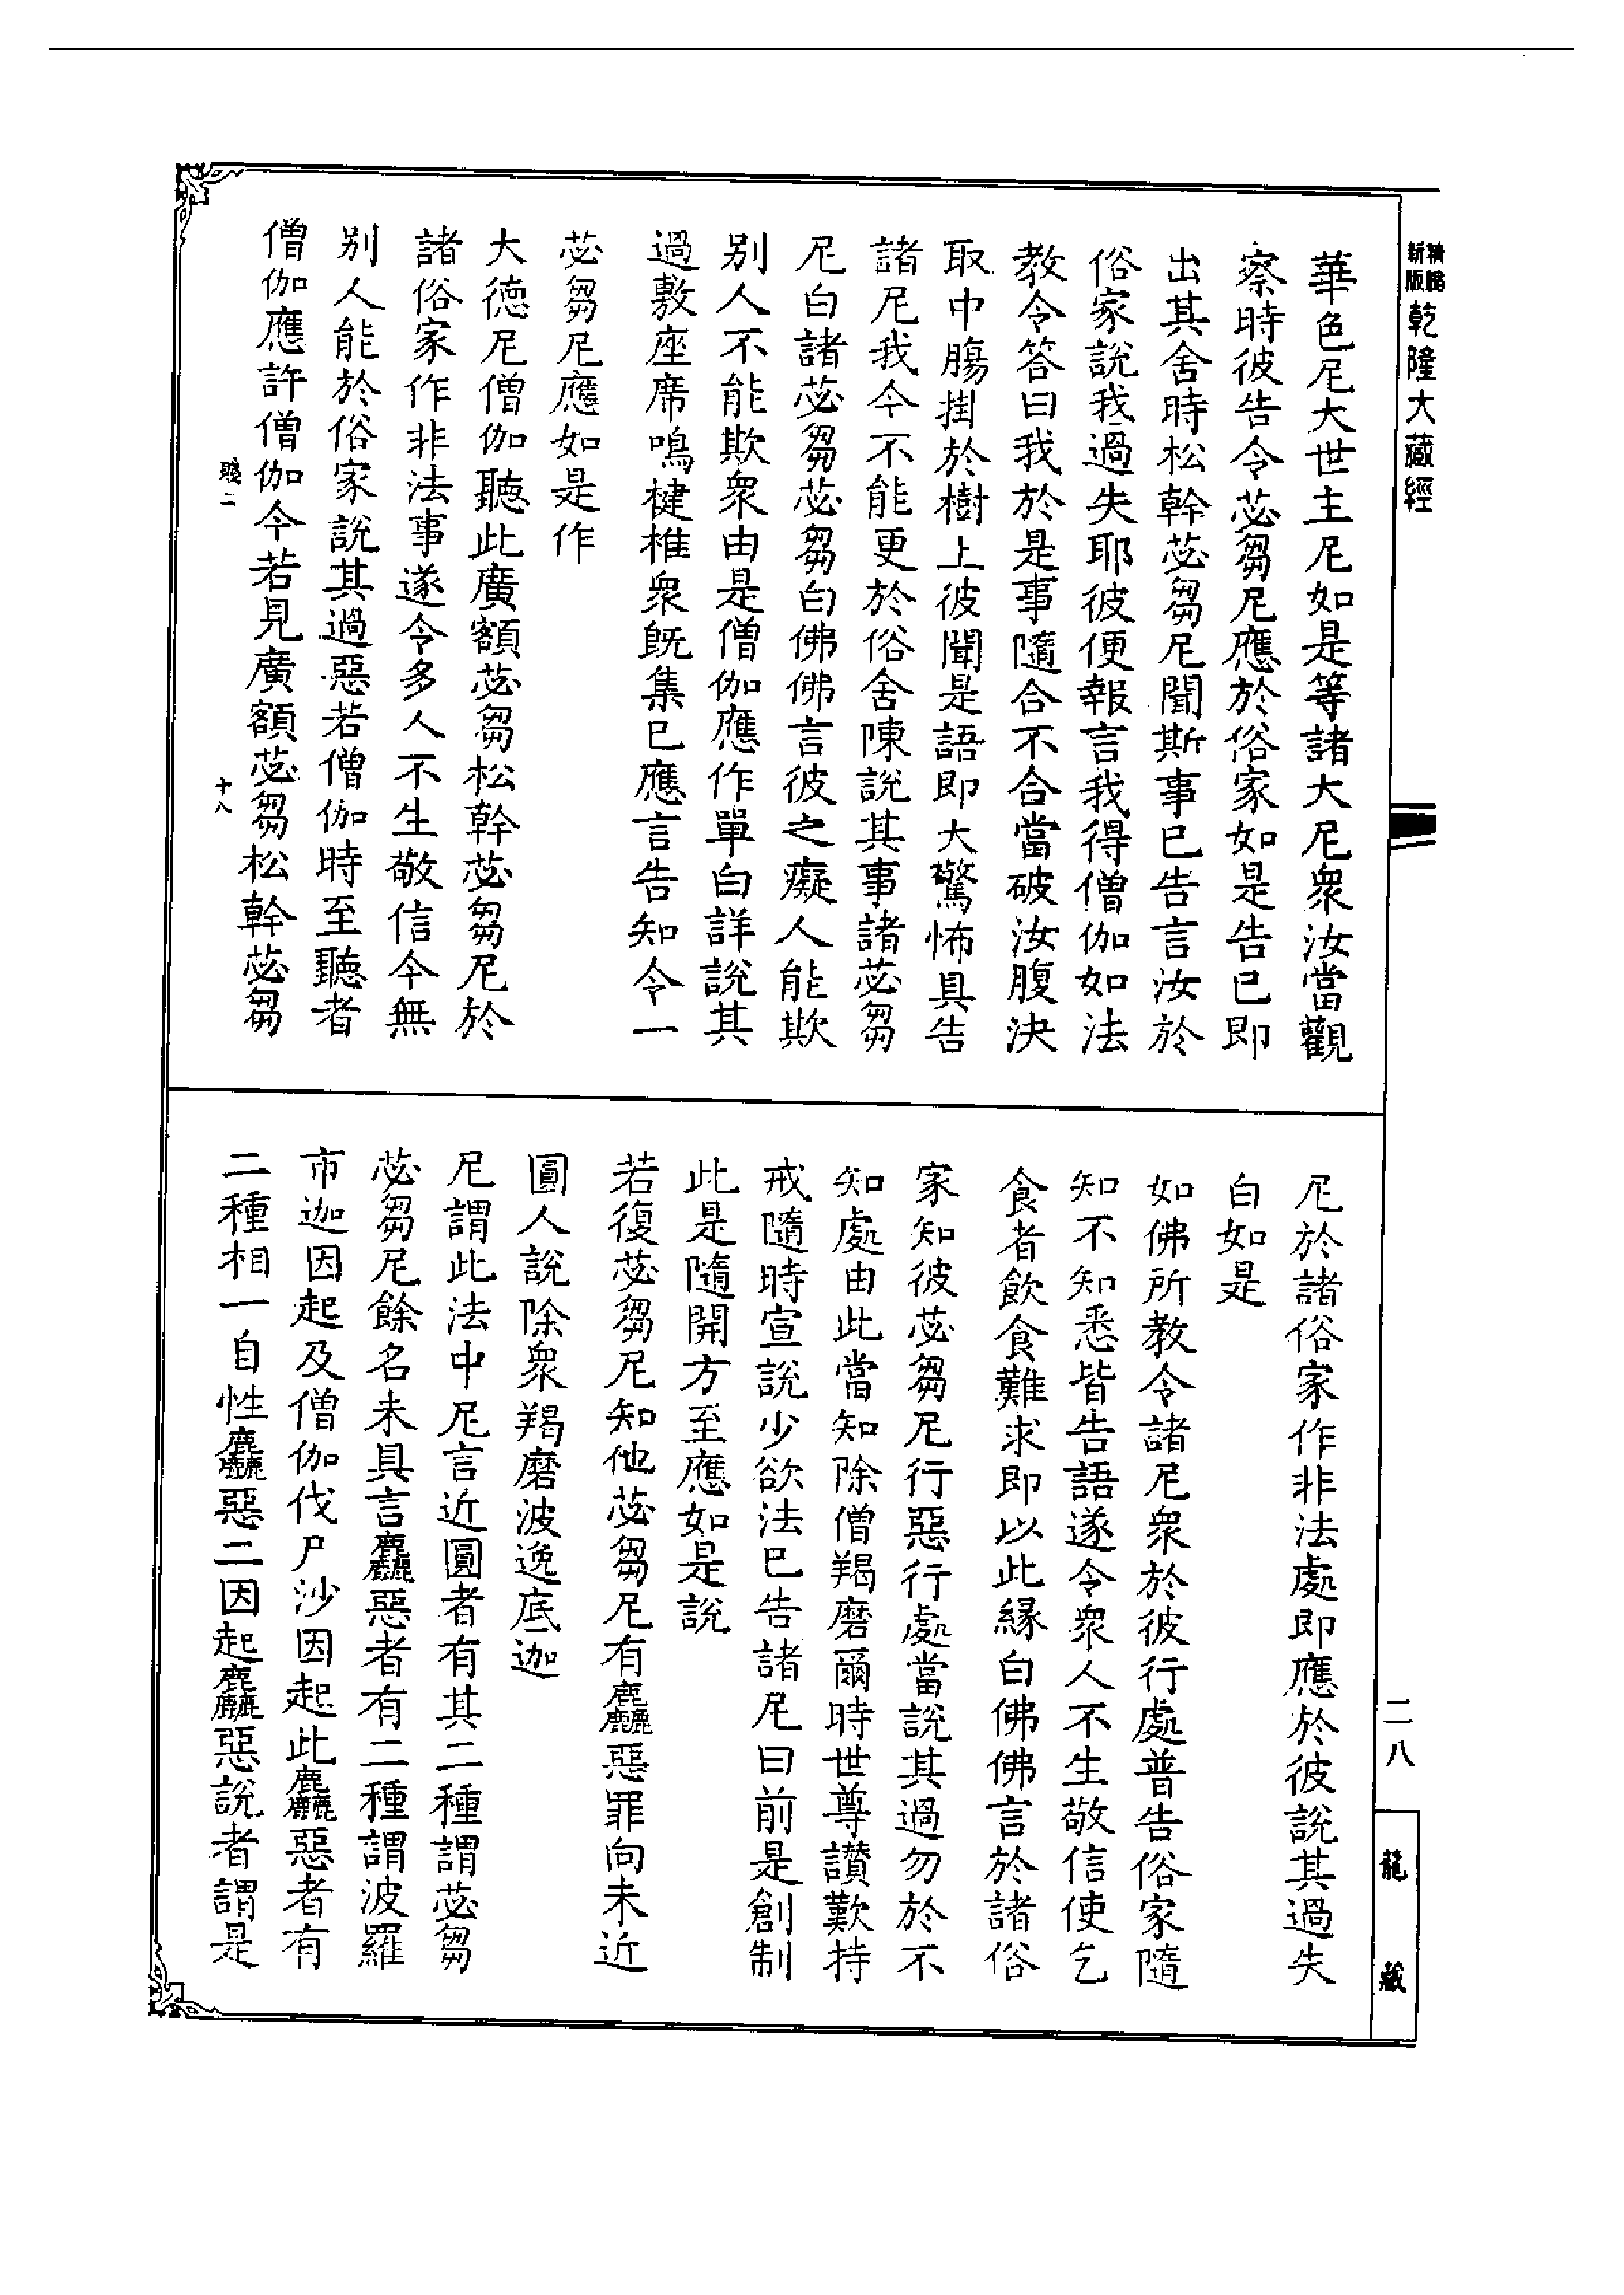 精縮新版乾隆大藏經
華色尼大世主尼如是等諸大尼衆汝當觀
察時彼告令苾芻尼應於俗家如是告已即
出其舍時松幹苾芻尼聞斯事已告言汝於
俗家說我過失耶彼便報言我得僧伽如法
教令答曰我於是事隨合不合當破汝腹決
取中腸掛於樹上彼聞是語即大驚怖具告
諸尼我今不能更於俗舍陳說其事諸苾芻
尼白諸苾芻苾芻白佛佛言彼之癡人能欺
別人不能欺衆由是僧伽應作單白詳說其
過敷座席鳴楗椎衆既集已應言告知令一
苾芻尼應如是作
大德尼僧伽聽此廣額苾芻松幹苾芻尼於
諸俗家作非法事遂令多人不生敬信今無
別人能於俗家說其過惡若僧伽時至聽者
僧伽應許僧伽今若見廣額苾芻松幹苾芻
二
十八
尼於諸俗家作非法處即應於彼說其過失
白如是
如佛所教令諸尼衆於彼行處普告俗家隨
知不知悉皆告語遂令衆人不生敬信使乞
食者飲食難求即以此緣白佛佛言於諸俗
家知彼苾芻尼行惡行處當說其過勿於不
知處由此當知除僧羯磨爾時世尊讚歎持
戒隨時宣說少欲法已告諸尼曰前是創制
此是隨開方至應如是說
若復苾芻尼知他苾芻尼有麤惡罪向未近
圓人說除衆羯磨波逸底迦
尼謂此法中尼言近圓者有其二種謂苾芻
苾芻尼餘名未具言麤惡者有二種謂波羅
市迦因起及僧伽伐尸沙因起此麤惡者有
二種相一自性麤惡二因起麤惡說者謂是
二八
龍藏